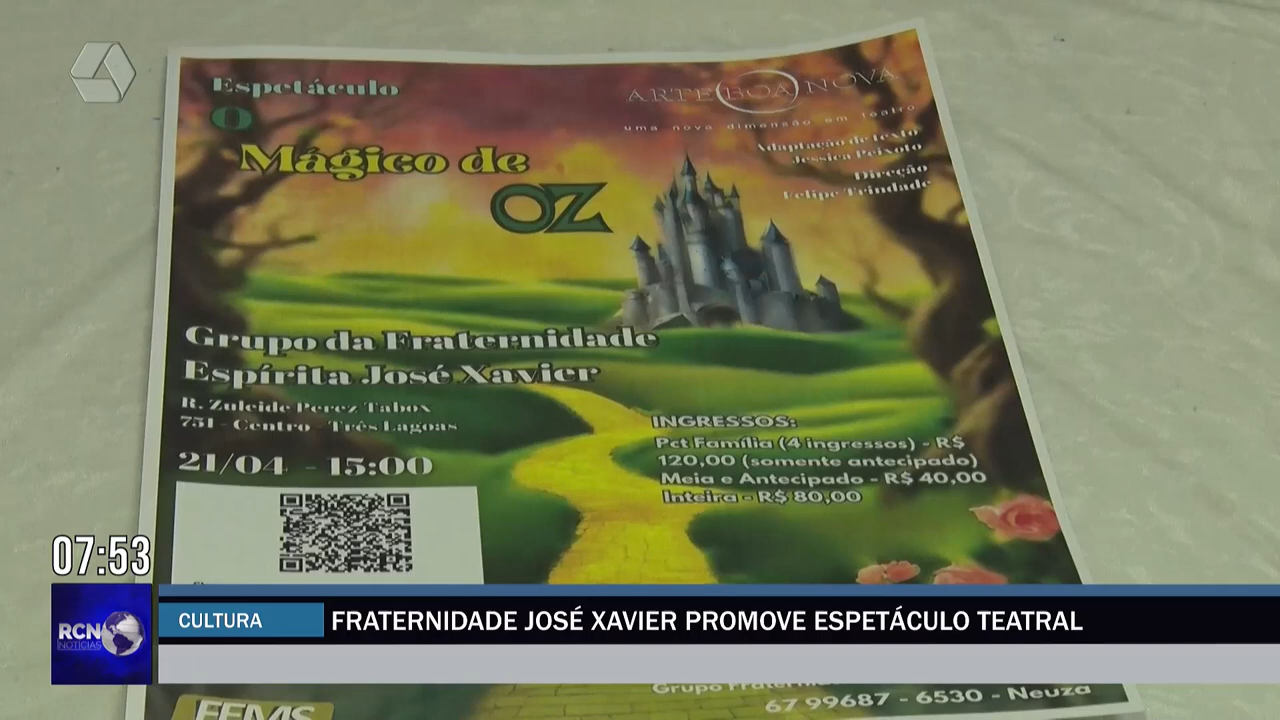 Espetáculo
O
Mágico de
OZ
ARTE BOA NOVA
uma nova dimensão em teatro
Adaptação de texto
Jessica Peixoto
Direção
Felipe Trindade
Grupo da Fraternidade
Espírita José Xavier
R. Zuleide Perez Tabox
751 - Centro - Três Lagoas
21/04 - 15:00
INGRESSOS:
Pct Família (4 ingressos) - R$
120,00 (somente antecipado)
Meia e Antecipado - R$ 40,00
Inteira - R$ 80,00
07:53
RCN
NOTÍCIAS
CULTURA
FRATERNIDADE JOSÉ XAVIER PROMOVE ESPETÁCULO TEATRAL
Grupo
67 99687 - 6530 - Neuza